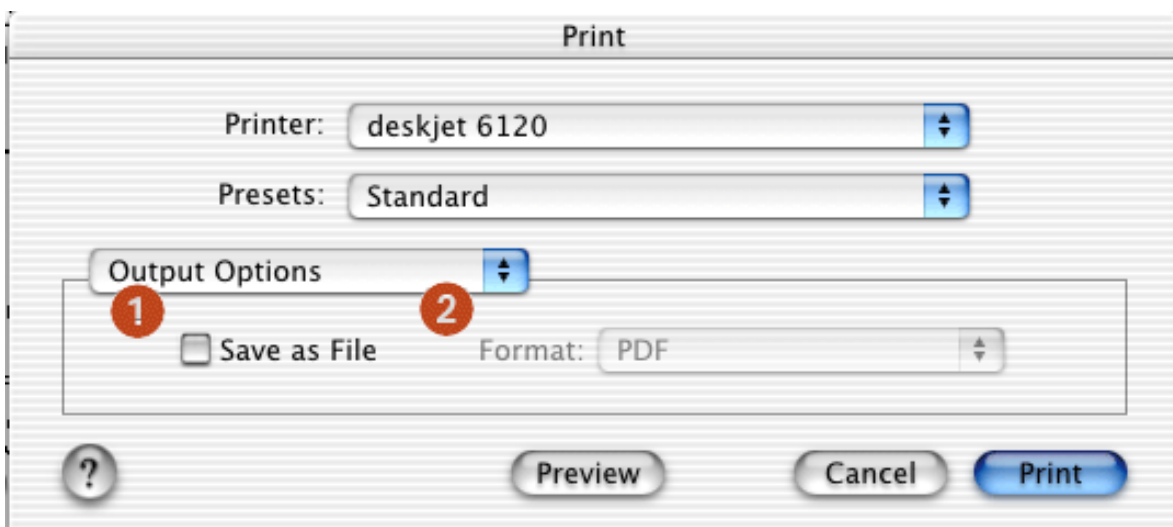 Print
Printer: deskjet 6120
Presets: Standard
Output Options
1 2
Save as File Format: PDF
? Preview Cancel Print